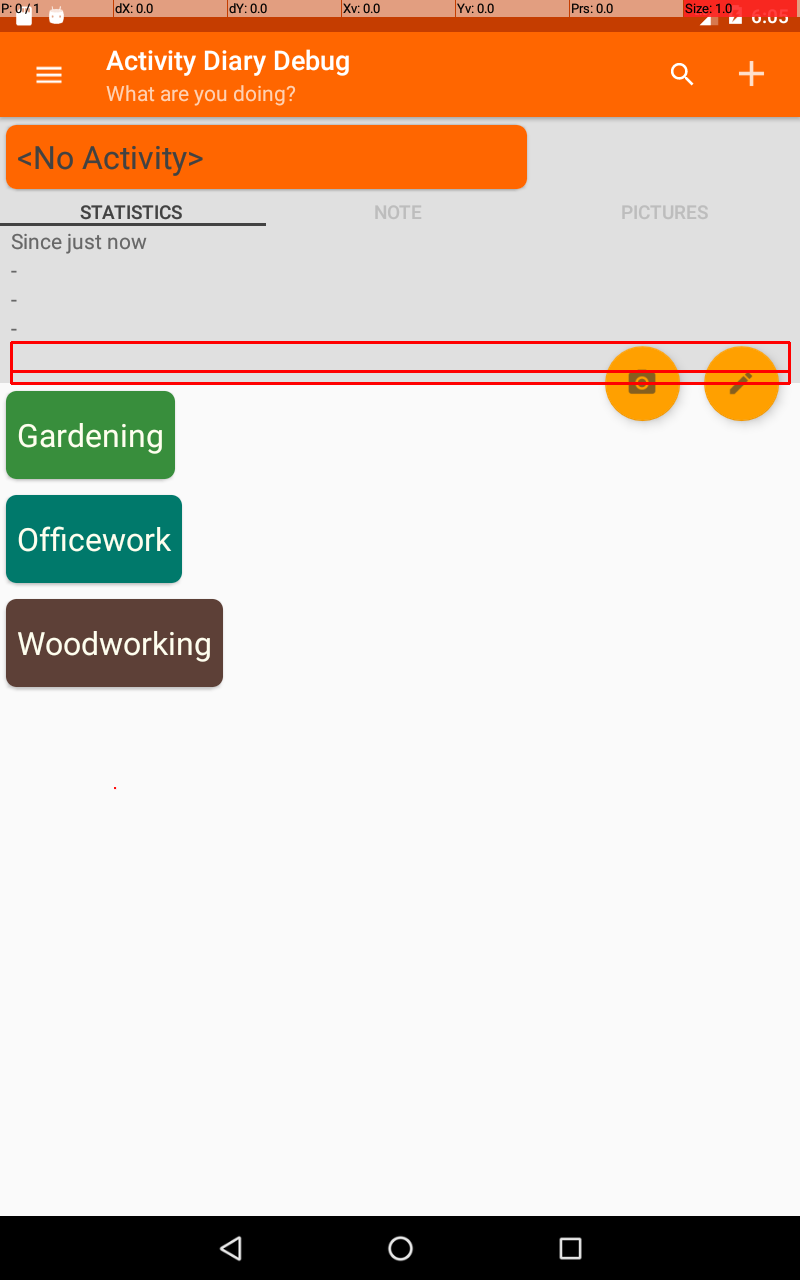 P: 0 / 1 dX: 0.0 dY: 0.0 Xv: 0.0 Yv: 0.0 Prs: 0.0 Size: 1.0
6:05
Activity Diary Debug
What are you doing?
<No Activity>
STATISTICS NOTE PICTURES
Since just now
-
-
-
Gardening
Officework
Woodworking